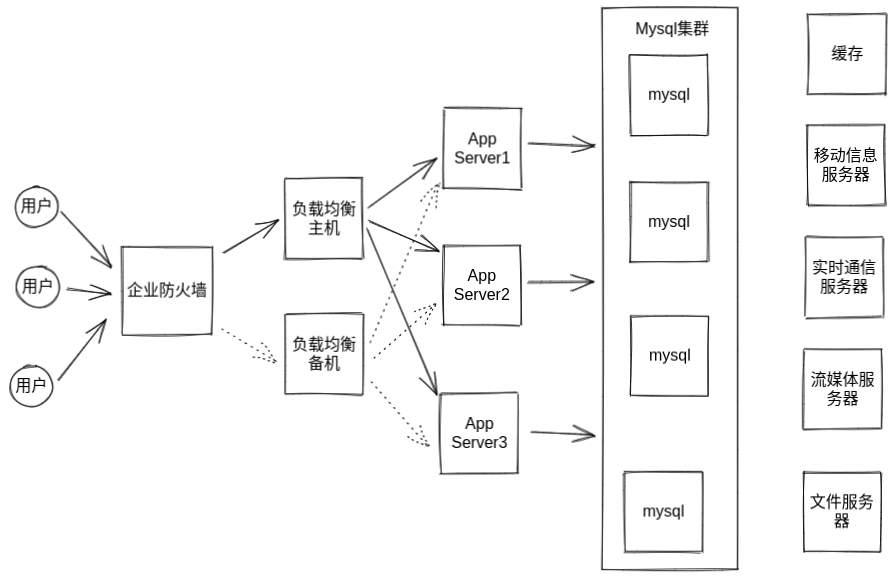 用户
用户
用户
企业防火墙
负载均衡
主机
负载均衡
备机
App
Server1
App
Server2
App
Server3
Mysql集群
mysql
mysql
mysql
mysql
缓存
移动信息
服务器
实时通信
服务器
流媒体服
务器
文件服务
器